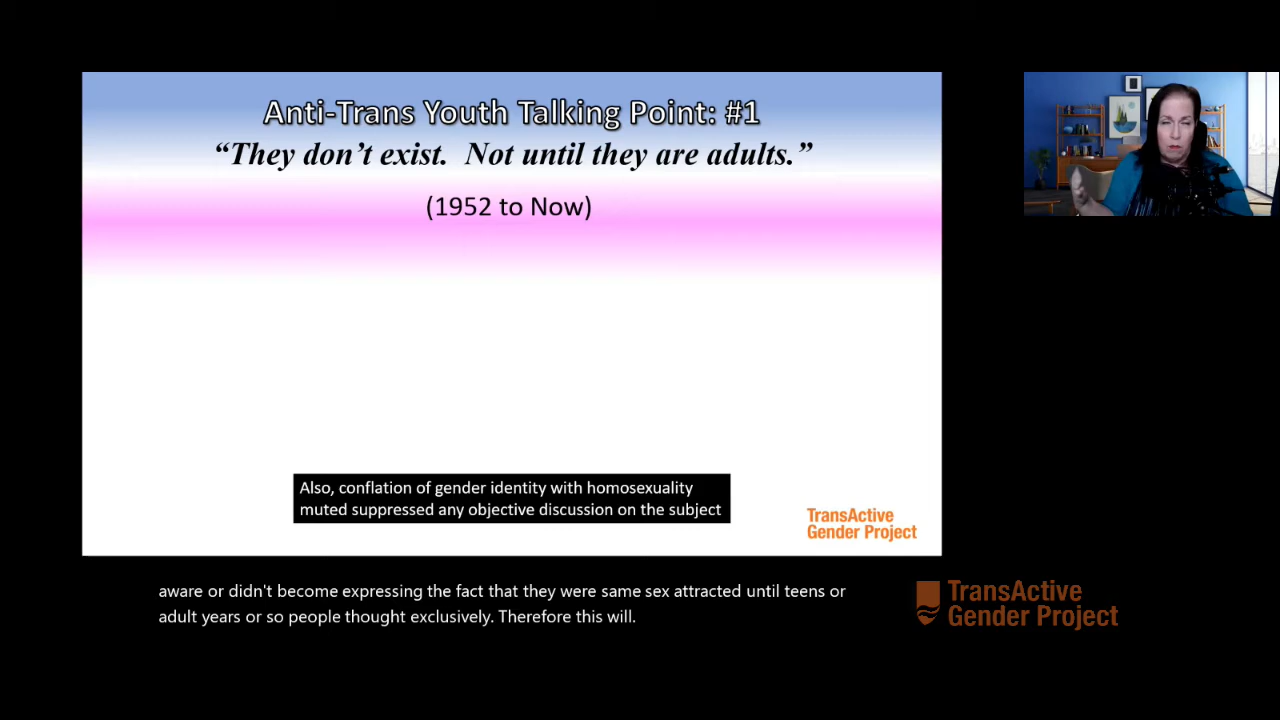 Anti-Trans Youth Talking Point: #1
“They don’t exist.  Not until they are adults.”
(1952 to Now)
Also, conflation of gender identity with homosexuality
muted suppressed any objective discussion on the subject
TransActive
Gender Project
aware or didn't become expressing the fact that they were same sex attracted until teens or
adult years or so people thought exclusively. Therefore this will.
TransActive
Gender Project